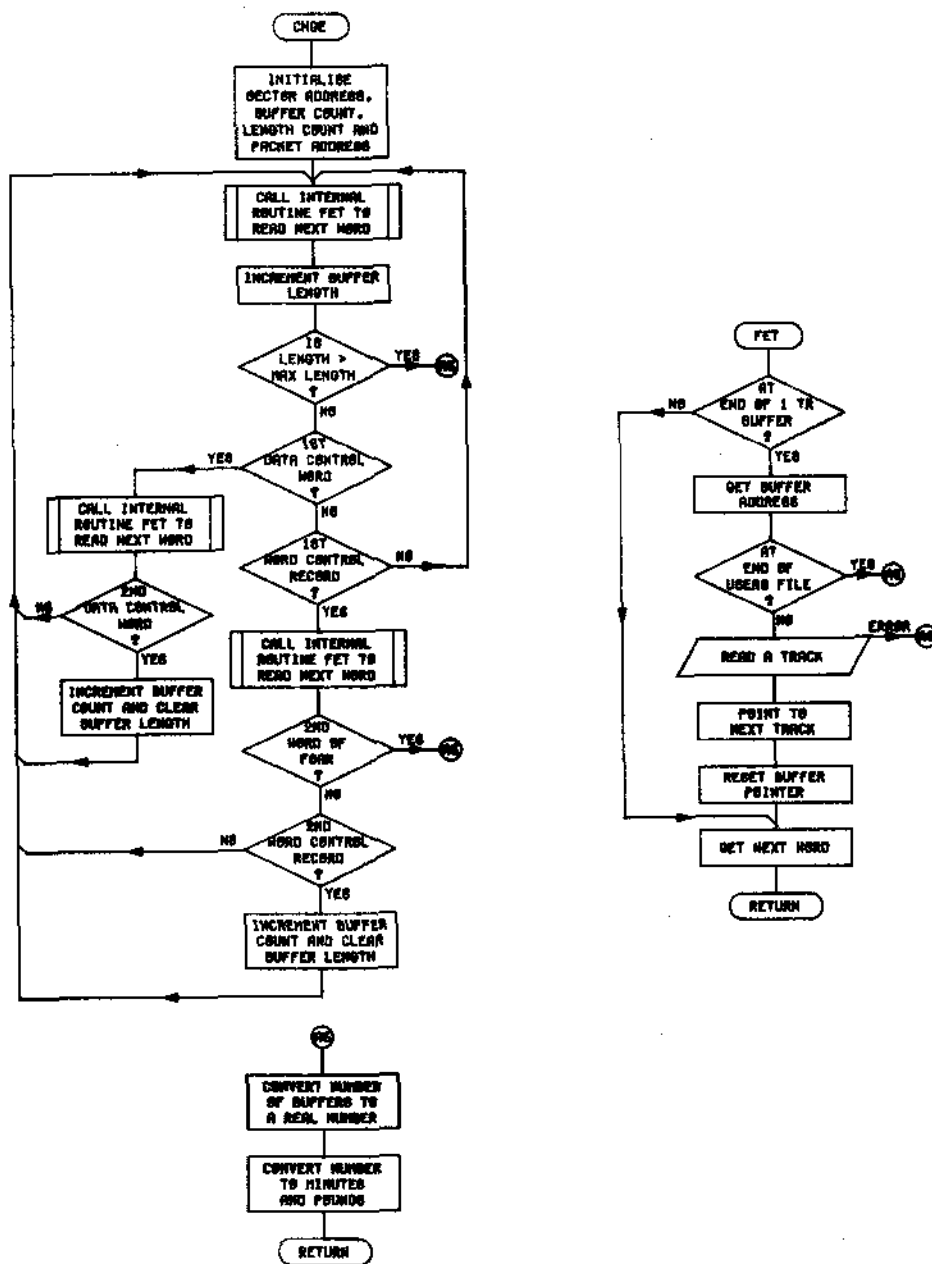 CHGE
INITIALISE
SECTOR ADDRESS,
BUFFER COUNT,
LENGTH COUNT AND
PACKET ADDRESS
CALL INTERNAL
ROUTINE FET TO
READ NEXT WORD
INCREMENT BUFFER
LENGTH
IS
LENGTH >
MAX LENGTH
?
YES
NO
1ST
DATA CONTROL
WORD
?
YES
NO
CALL INTERNAL
ROUTINE FET TO
READ NEXT WORD
2ND
DATA CONTROL
WORD
?
NO
YES
INCREMENT BUFFER
COUNT AND CLEAR
BUFFER LENGTH
1ST
WORD CONTROL
RECORD
?
NO
YES
CALL INTERNAL
ROUTINE FET TO
READ NEXT WORD
2ND
WORD OF
?
YES
NO
2ND
WORD CONTROL
RECORD
?
NO
YES
INCREMENT BUFFER
COUNT AND CLEAR
BUFFER LENGTH
CONVERT NUMBER
OF BUFFERS TO
A REAL NUMBER
CONVERT NUMBER
TO MINUTES
AND POUNDS
RETURN
FET
AT
END OF 1 TR
BUFFER
?
NO
YES
GET BUFFER
ADDRESS
AT
END OF
USERS FILE
?
YES
NO
READ A TRACK
ERROR
POINT TO
NEXT TRACK
RESET BUFFER
POINTER
GET NEXT WORD
RETURN